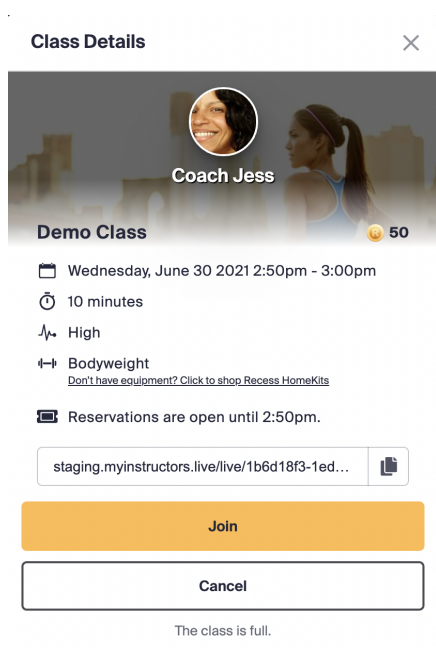 Class Details
Coach Jess
Demo Class
50
Wednesday, June 30 2021 2:50pm - 3:00pm
10 minutes
High
Bodyweight
Don't have equipment? Click to shop Recess HomeKits
Reservations are open until 2:50pm.
staging.myinstructors.live/live/1b6d18f3-1ed...
Join
Cancel
The class is full.